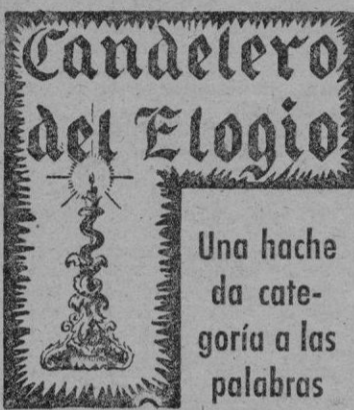 Candelero
del Elogio
Una hache
da cate-
goría a las
palabras